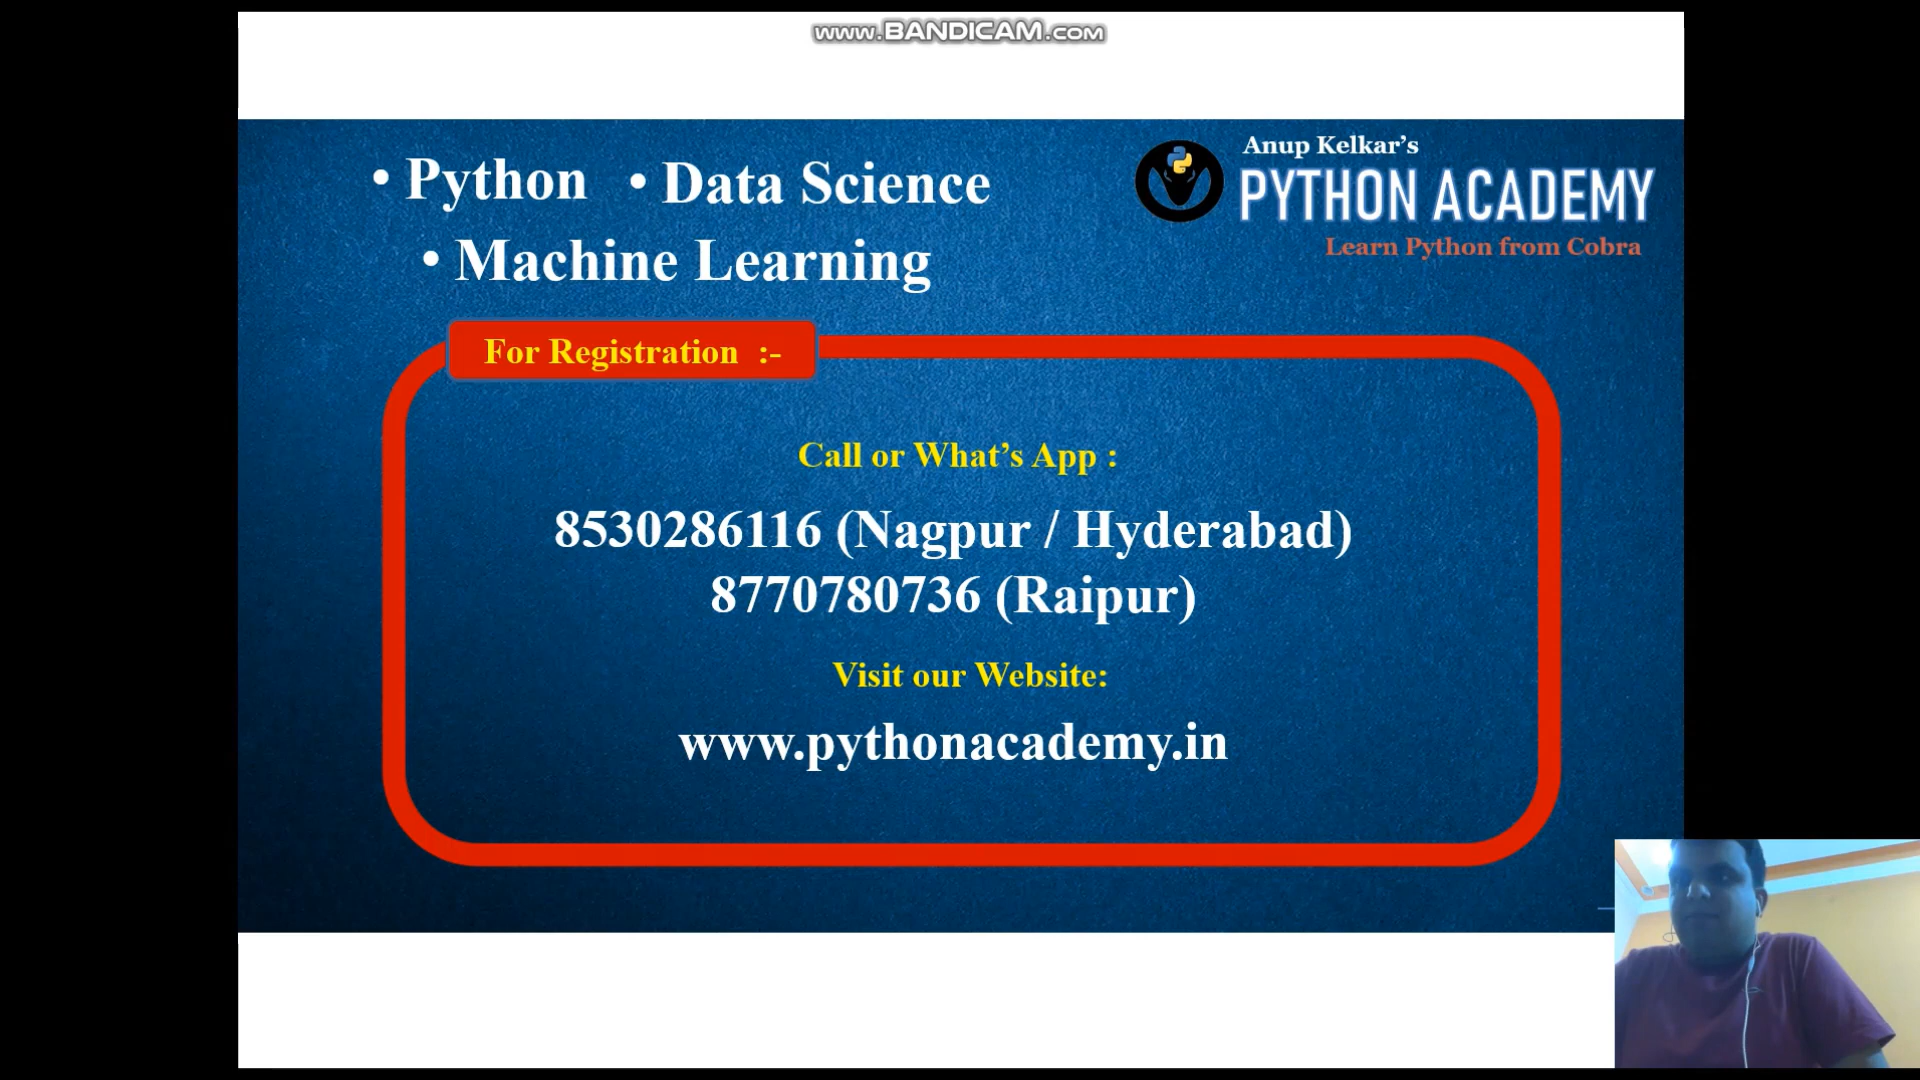 www.BANDICAM.com
• Python • Data Science
• Machine Learning
Anup Kelkar’s
PYTHON ACADEMY
Learn Python from Cobra
For Registration :-
Call or What’s App :
8530286116 (Nagpur / Hyderabad)
8770780736 (Raipur)
Visit our Website:
www.pythonacademy.in